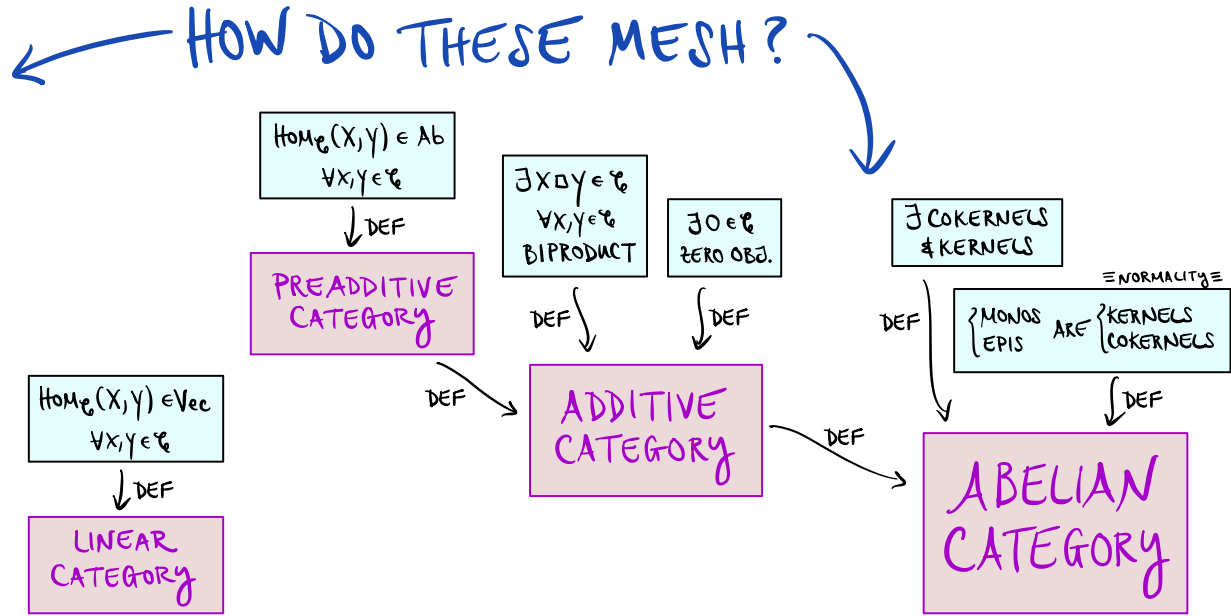 HOW DO THESE MESH?
Hom𝒞(X,Y) ∈ Ab
∀X,Y ∈ 𝒞
DEF
PREADDITIVE
CATEGORY
∃ X □ Y ∈ 𝒞
∀X,Y ∈ 𝒞
BIPRODUCT
∃ 0 ∈ 𝒞
ZERO OBJ.
DEF
DEF
DEF
ADDITIVE
CATEGORY
Hom𝒞(X,Y) ∈ Vec
∀X,Y ∈ 𝒞
DEF
LINEAR
CATEGORY
∃ COKERNELS
& KERNELS
≡NORMALITY≡
{MONOS ARE {KERNELS
EPIS COKERNELS
DEF
DEF
DEF
ABELIAN
CATEGORY